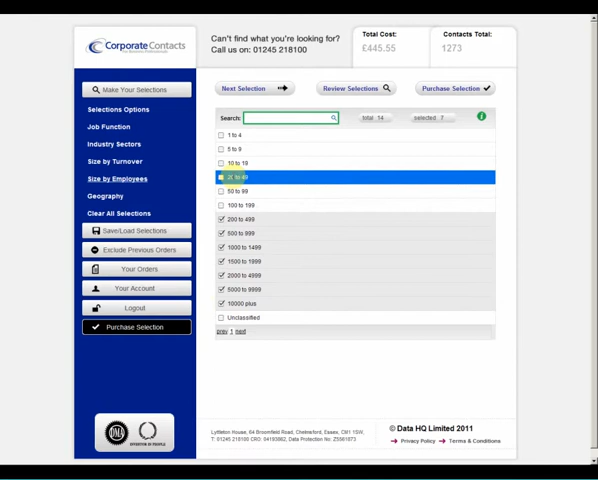 Corporate Contacts
Can't find what you're looking for?
Call us on: 01245 218100
Total Cost:
£445.55
Contacts Total:
1273
Make Your Selections
Selections Options
Job Function
Industry Sectors
Size by Turnover
Size by Employees
Geography
Clear All Selections
Save/Load Selections
Exclude Previous Orders
Your Orders
Your Account
Logout
Purchase Selection
Next Selection
Review Selections
Purchase Selection
Search:
total 14
selected 7
1 to 4
5 to 9
10 to 19
20 to 49
50 to 99
100 to 199
200 to 499
500 to 999
1000 to 1499
1500 to 1999
2000 to 4999
5000 to 9999
10000 plus
Unclassified
prev 1 next
DMA
INVESTOR IN PEOPLE
Lyttleton House, 64 Broomfield Road, Chelmsford, Essex, CM1 1SW,
T: 01245 218100 CRO: 04193862, Data Protection No: Z5561873
© Data HQ Limited 2011
Privacy Policy
Terms & Conditions